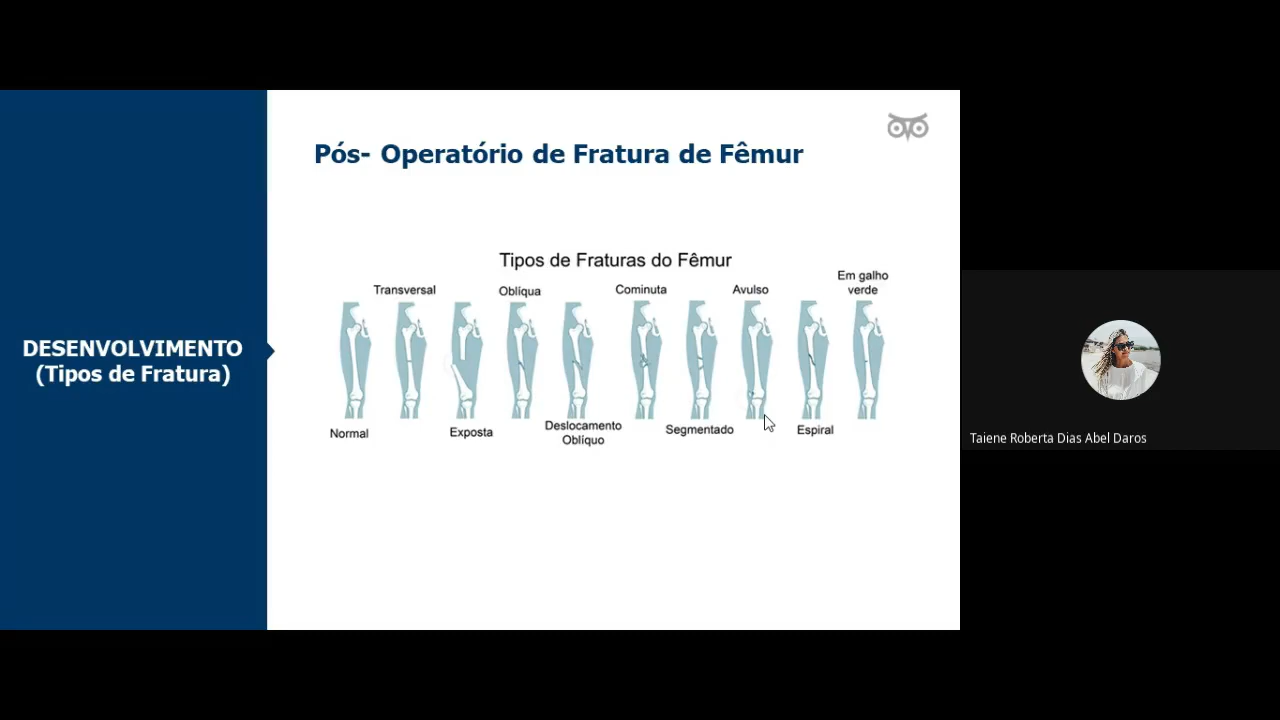 Pós- Operatório de Fratura de Fêmur
DESENVOLVIMENTO
(Tipos de Fratura)
Tipos de Fraturas do Fêmur
Transversal
Oblíqua
Cominuta
Avulso
Em galho
verde
Normal
Exposta
Deslocamento
Oblíquo
Segmentado
Espiral
Taiene Roberta Dias Abel Daros